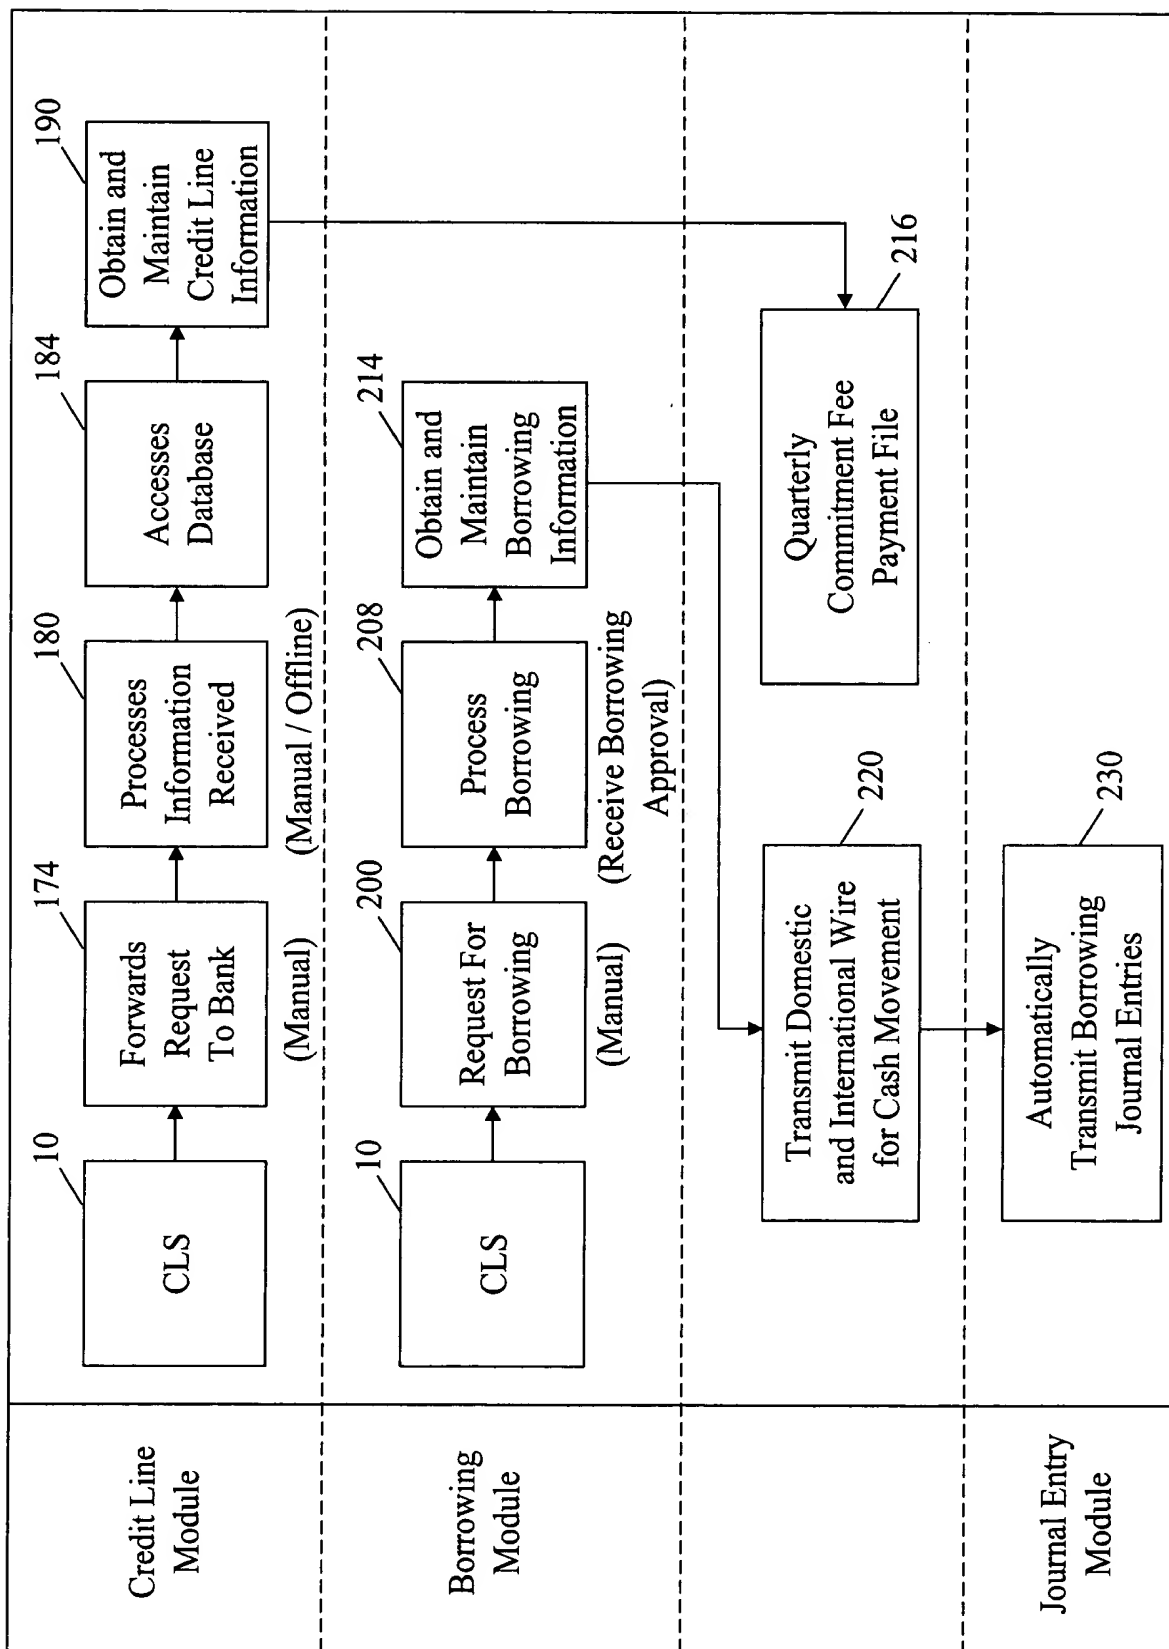 Credit Line
Module
10
CLS
174
Forwards
Request
To Bank
(Manual)
180
Processes
Information
Received
(Manual / Offline)
184
Accesses
Database
190
Obtain and
Maintain
Credit Line
Information
Borrowing
Module
10
CLS
200
Request For
Borrowing
(Manual)
208
Process
Borrowing
(Receive Borrowing
Approval)
214
Obtain and
Maintain
Borrowing
Information
220
Transmit Domestic
and International Wire
for Cash Movement
216
Quarterly
Commitment Fee
Payment File
Journal Entry
Module
230
Automatically
Transmit Borrowing
Journal Entries